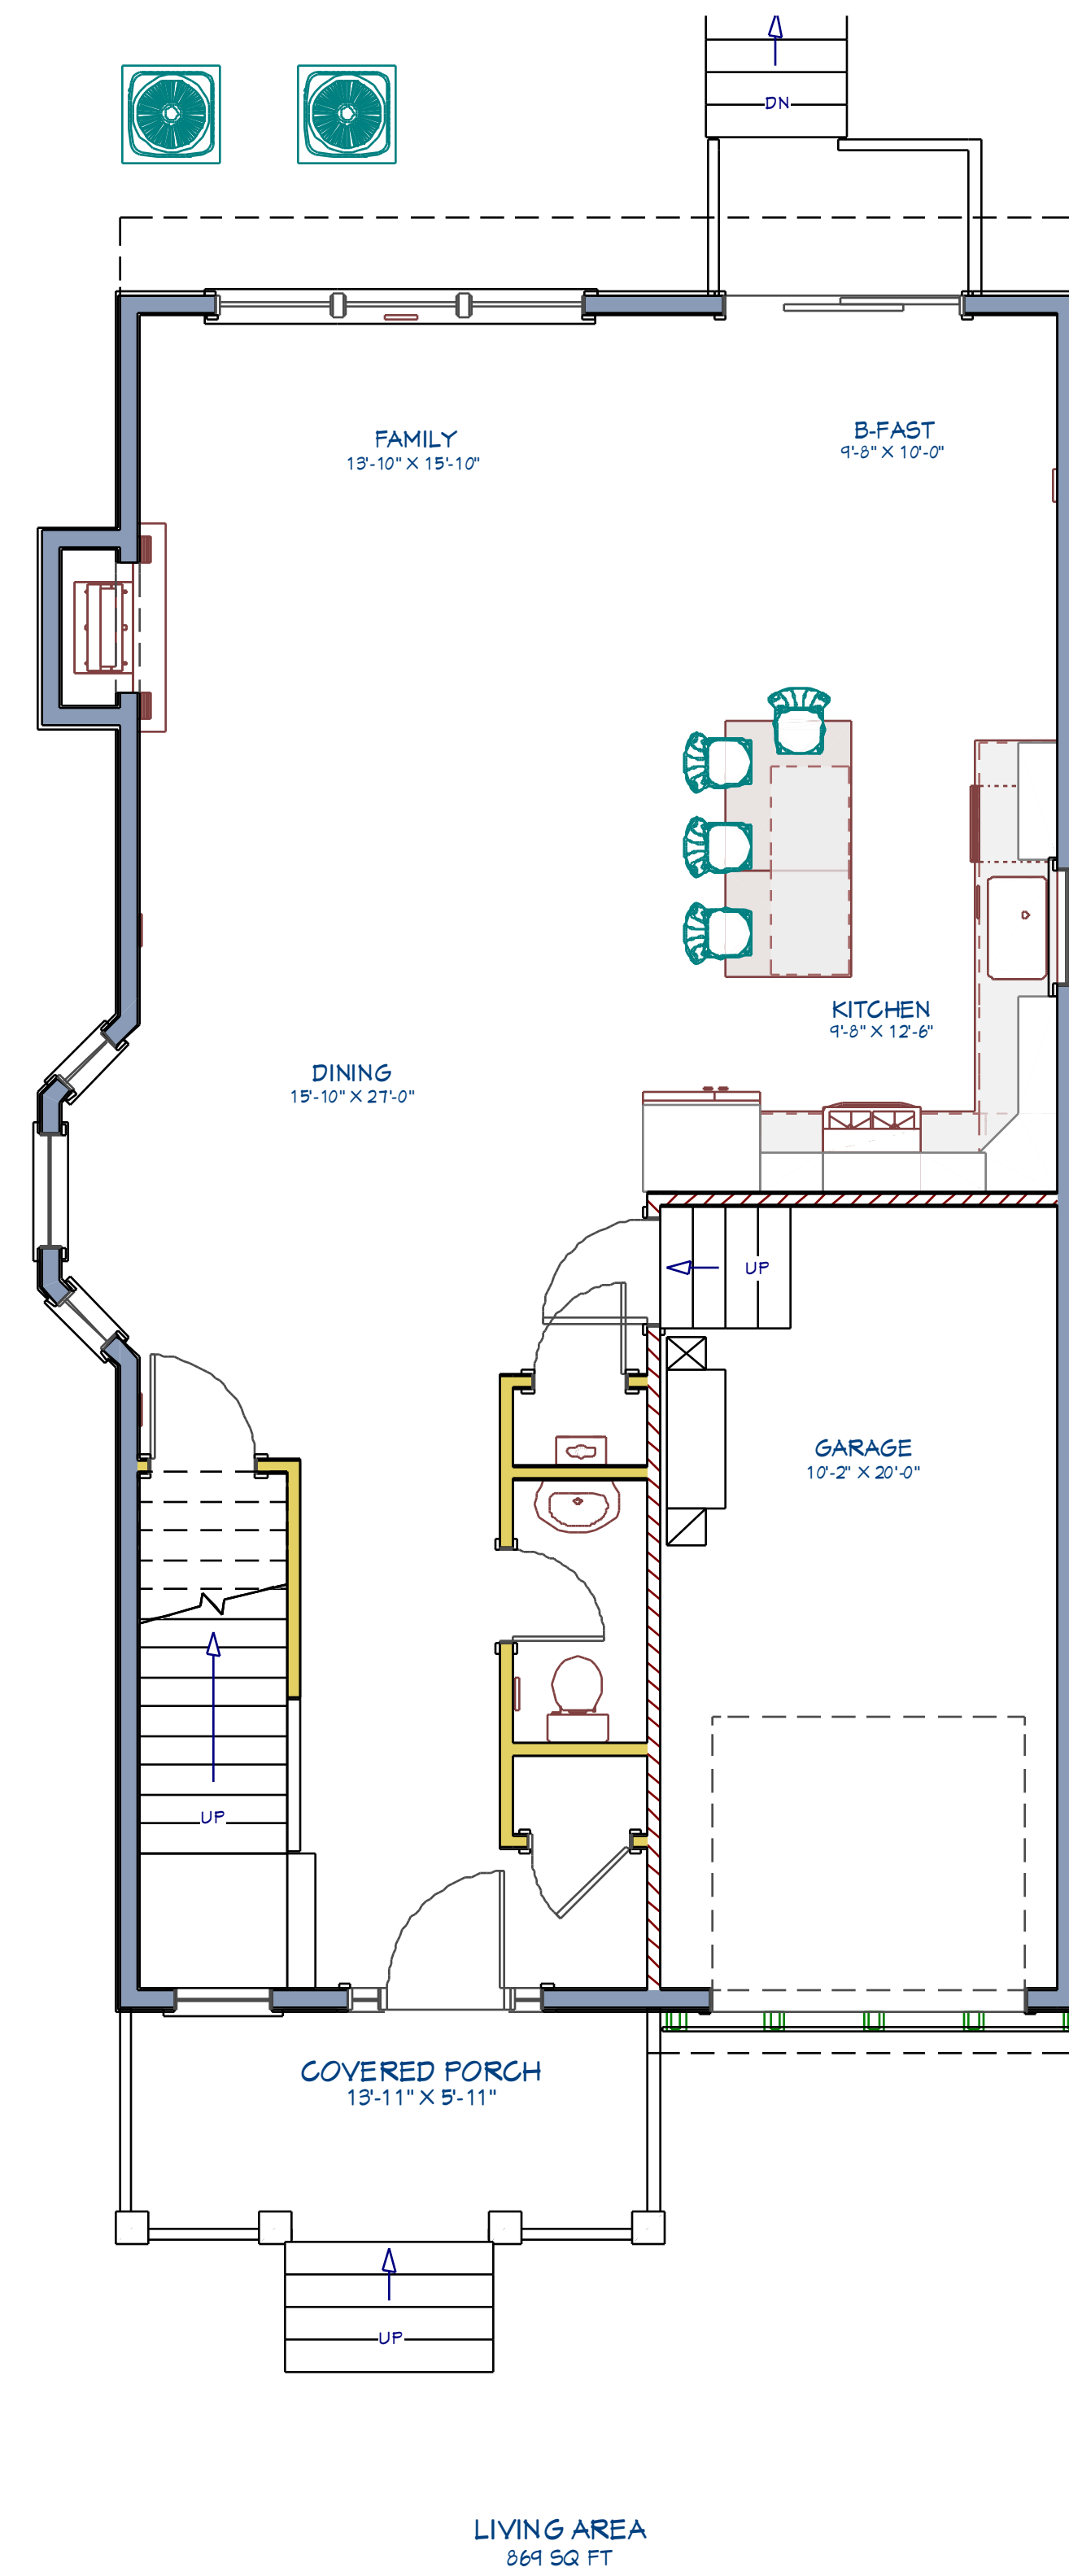 DN
FAMILY
13'-10" X 15'-10"
B-FAST
9'-8" X 10'-0"
KITCHEN
9'-8" X 12'-6"
DINING
15'-10" X 27'-0"
UP
GARAGE
10'-2" X 20'-0"
UP
COVERED PORCH
13'-11" X 5'-11"
UP
LIVING AREA
869 SQ FT